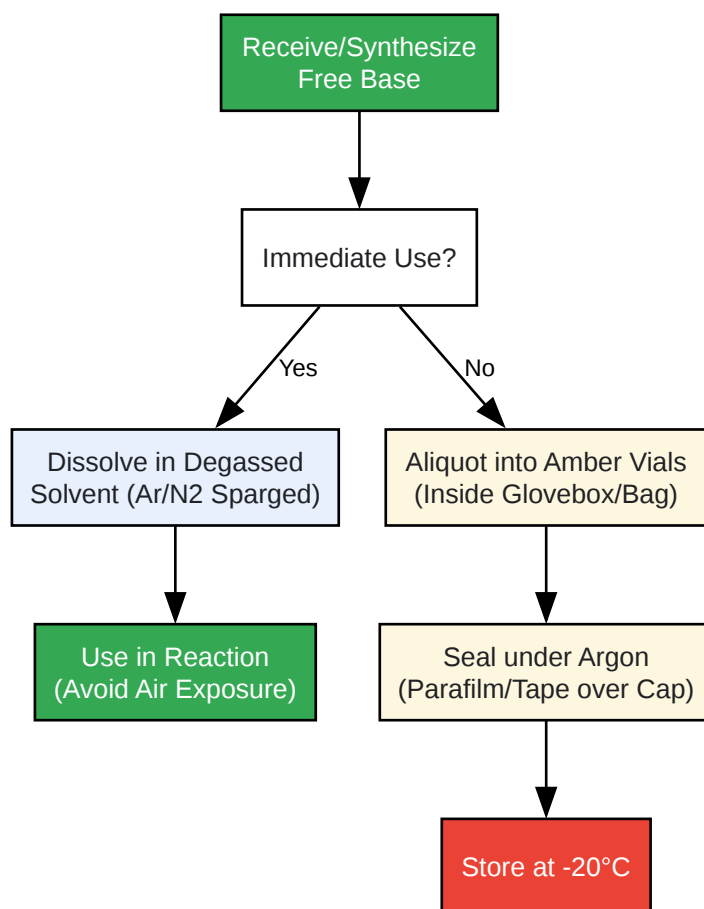 Receive/Synthesize
Free Base
Immediate Use?
Yes
No
Dissolve in Degassed
Solvent (Ar/N2 Sparged)
Aliquot into Amber Vials
(Inside Glovebox/Bag)
Use in Reaction
(Avoid Air Exposure)
Seal under Argon
(Parafilm/Tape over Cap)
Store at -20°C